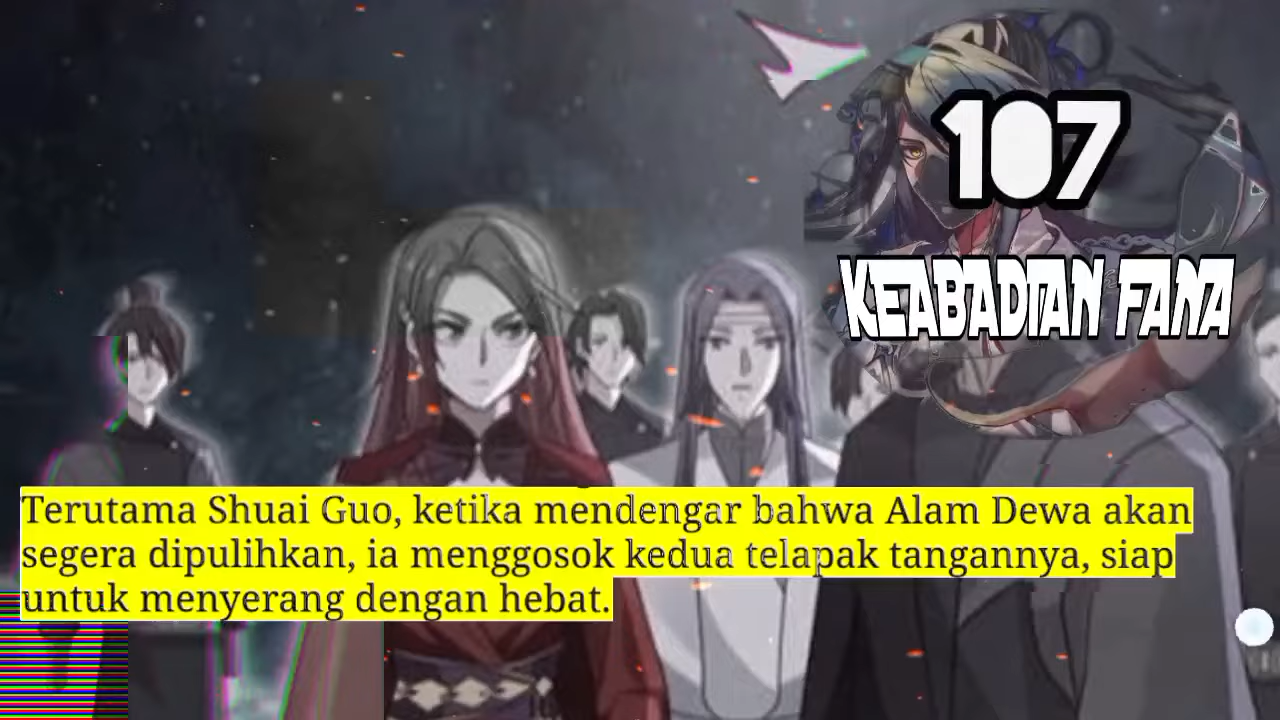 107
KEABADIAN FANA
Terutama Shuai Guo, ketika mendengar bahwa Alam Dewa akan
segera dipulihkan, ia menggosok kedua telapak tangannya, siap
untuk menyerang dengan hebat.